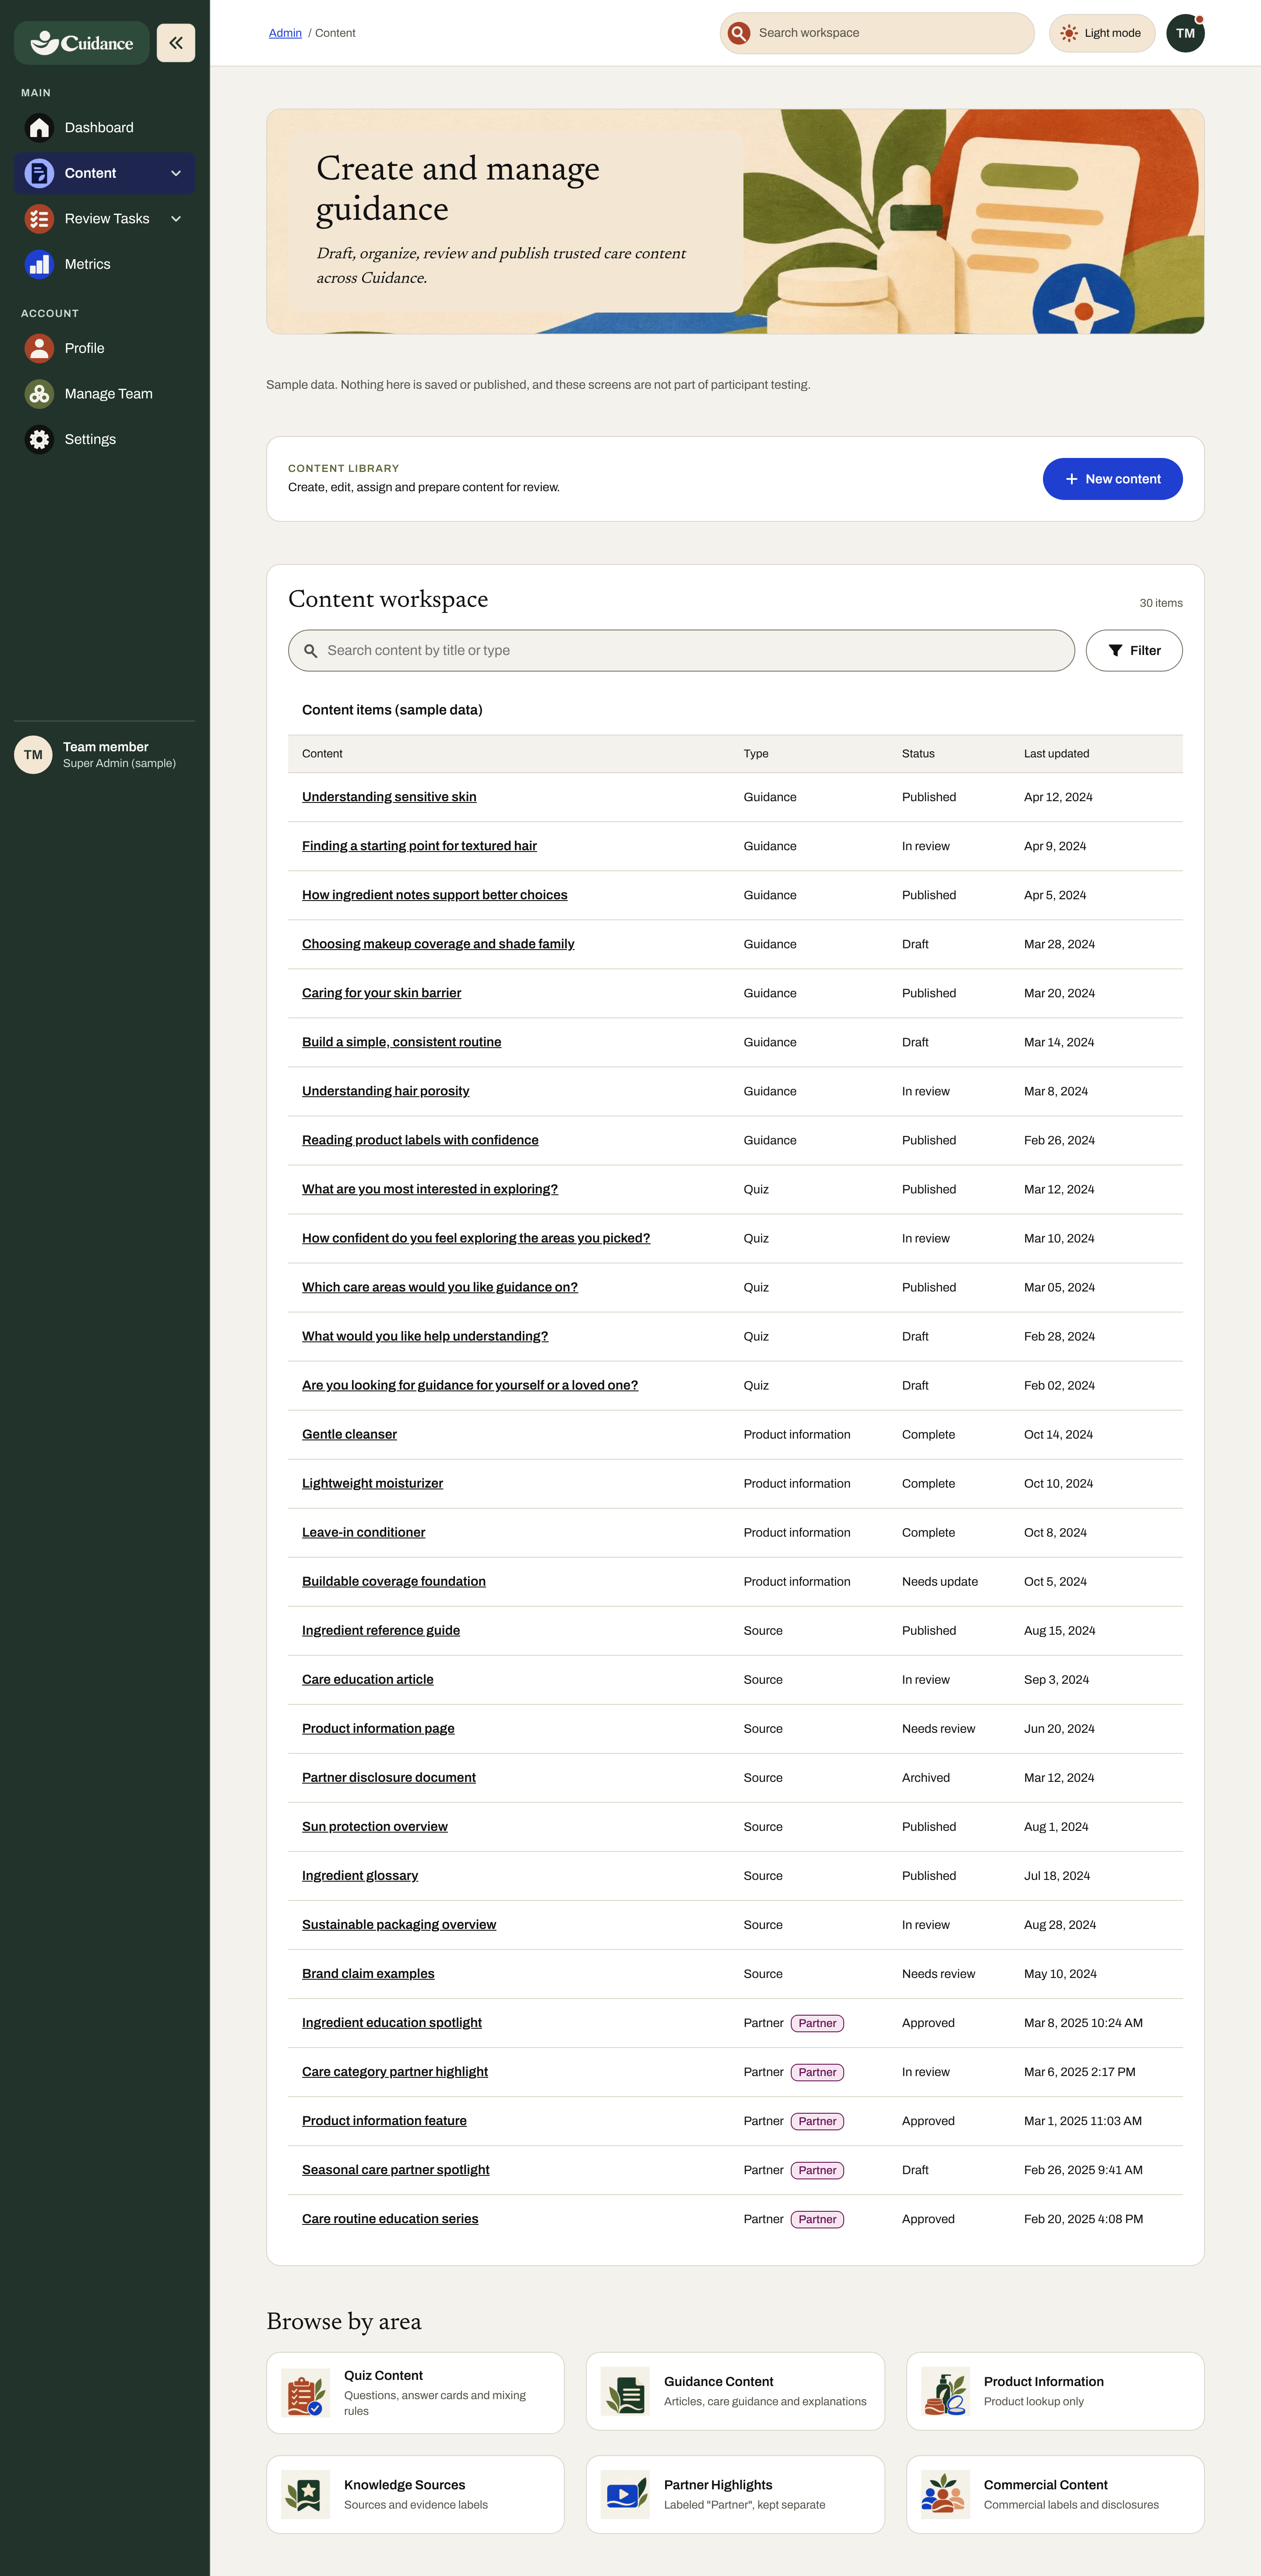 Cuidance
MAIN
Dashboard
Content
Review Tasks
Metrics
ACCOUNT
Profile
Manage Team
Settings
TM
Team member
Super Admin (sample)
Admin / Content
Search workspace
Light mode
TM
Create and manage
guidance
Draft, organize, review and publish trusted care content
across Cuidance.
Sample data. Nothing here is saved or published, and these screens are not part of participant testing.
CONTENT LIBRARY
Create, edit, assign and prepare content for review.
New content
Content workspace
30 items
Search content by title or type
Filter
Content items (sample data)
Content Type Status Last updated
Understanding sensitive skin Guidance Published Apr 12, 2024
Finding a starting point for textured hair Guidance In review Apr 9, 2024
How ingredient notes support better choices Guidance Published Apr 5, 2024
Choosing makeup coverage and shade family Guidance Draft Mar 28, 2024
Caring for your skin barrier Guidance Published Mar 20, 2024
Build a simple, consistent routine Guidance Draft Mar 14, 2024
Understanding hair porosity Guidance In review Mar 8, 2024
Reading product labels with confidence Guidance Published Feb 26, 2024
What are you most interested in exploring? Quiz Published Mar 12, 2024
How confident do you feel exploring the areas you picked? Quiz In review Mar 10, 2024
Which care areas would you like guidance on? Quiz Published Mar 05, 2024
What would you like help understanding? Quiz Draft Feb 28, 2024
Are you looking for guidance for yourself or a loved one? Quiz Draft Feb 02, 2024
Gentle cleanser Product information Complete Oct 14, 2024
Lightweight moisturizer Product information Complete Oct 10, 2024
Leave-in conditioner Product information Complete Oct 8, 2024
Buildable coverage foundation Product information Needs update Oct 5, 2024
Ingredient reference guide Source Published Aug 15, 2024
Care education article Source In review Sep 3, 2024
Product information page Source Needs review Jun 20, 2024
Partner disclosure document Source Archived Mar 12, 2024
Sun protection overview Source Published Aug 1, 2024
Ingredient glossary Source Published Jul 18, 2024
Sustainable packaging overview Source In review Aug 28, 2024
Brand claim examples Source Needs review May 10, 2024
Ingredient education spotlight Partner Partner Approved Mar 8, 2025 10:24 AM
Care category partner highlight Partner Partner In review Mar 6, 2025 2:17 PM
Product information feature Partner Partner Approved Mar 1, 2025 11:03 AM
Seasonal care partner spotlight Partner Partner Draft Feb 26, 2025 9:41 AM
Care routine education series Partner Partner Approved Feb 20, 2025 4:08 PM
Browse by area
Quiz Content
Questions, answer cards and mixing
rules
Guidance Content
Articles, care guidance and explanations
Product Information
Product lookup only
Knowledge Sources
Sources and evidence labels
Partner Highlights
Labeled "Partner", kept separate
Commercial Content
Commercial labels and disclosures